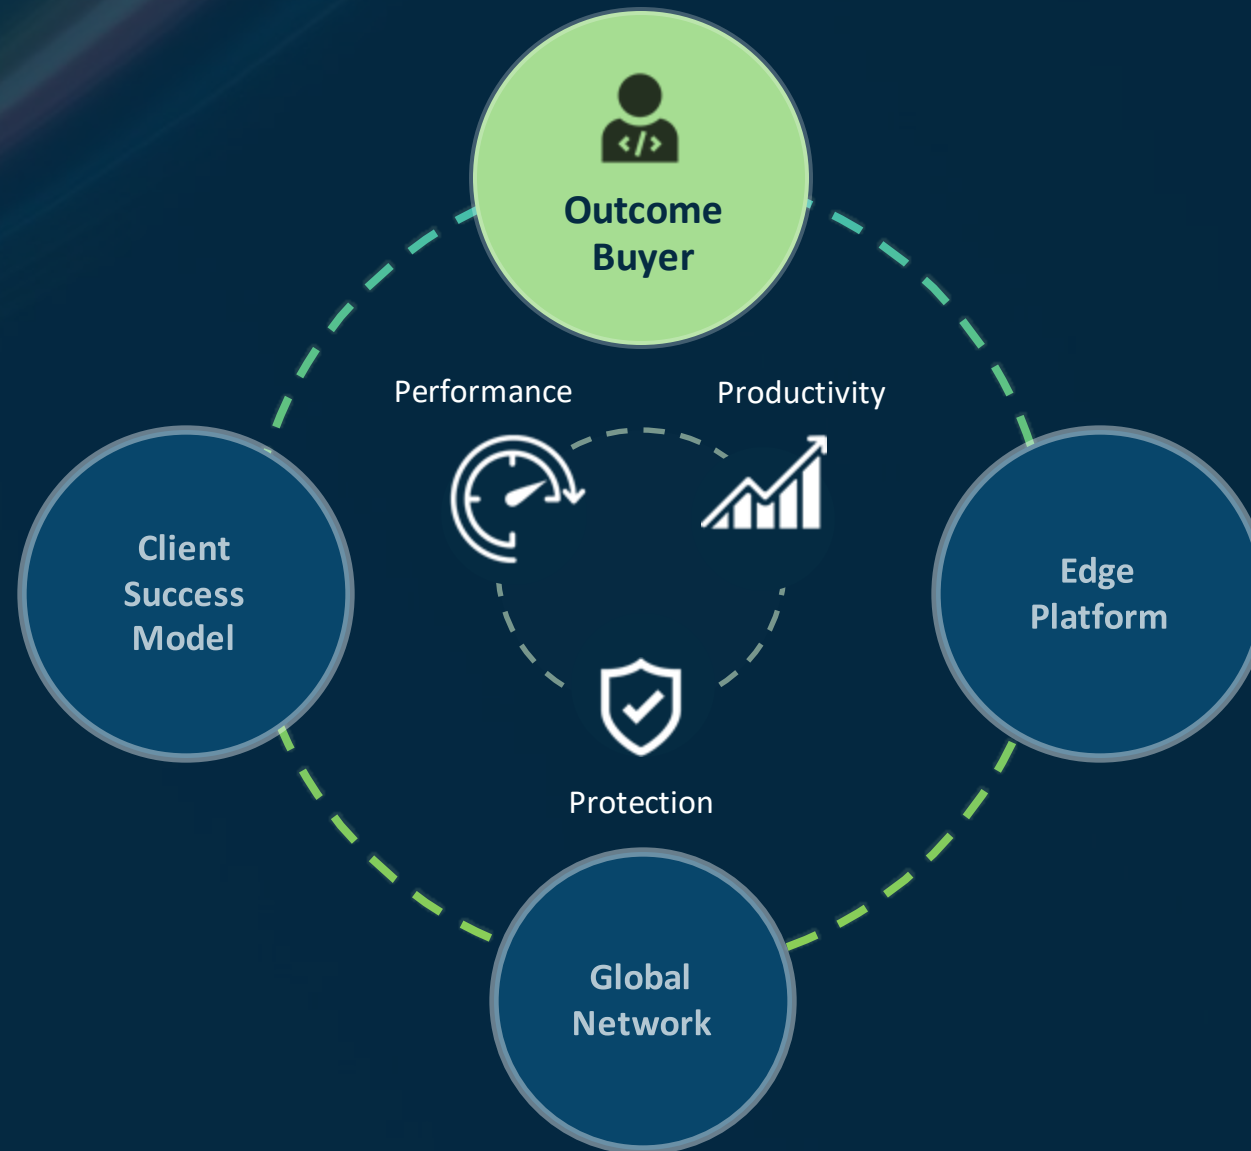 </>
Outcome
Buyer
Performance
Productivity
Client
Success
Model
Edge
Platform
Protection
Global
Network